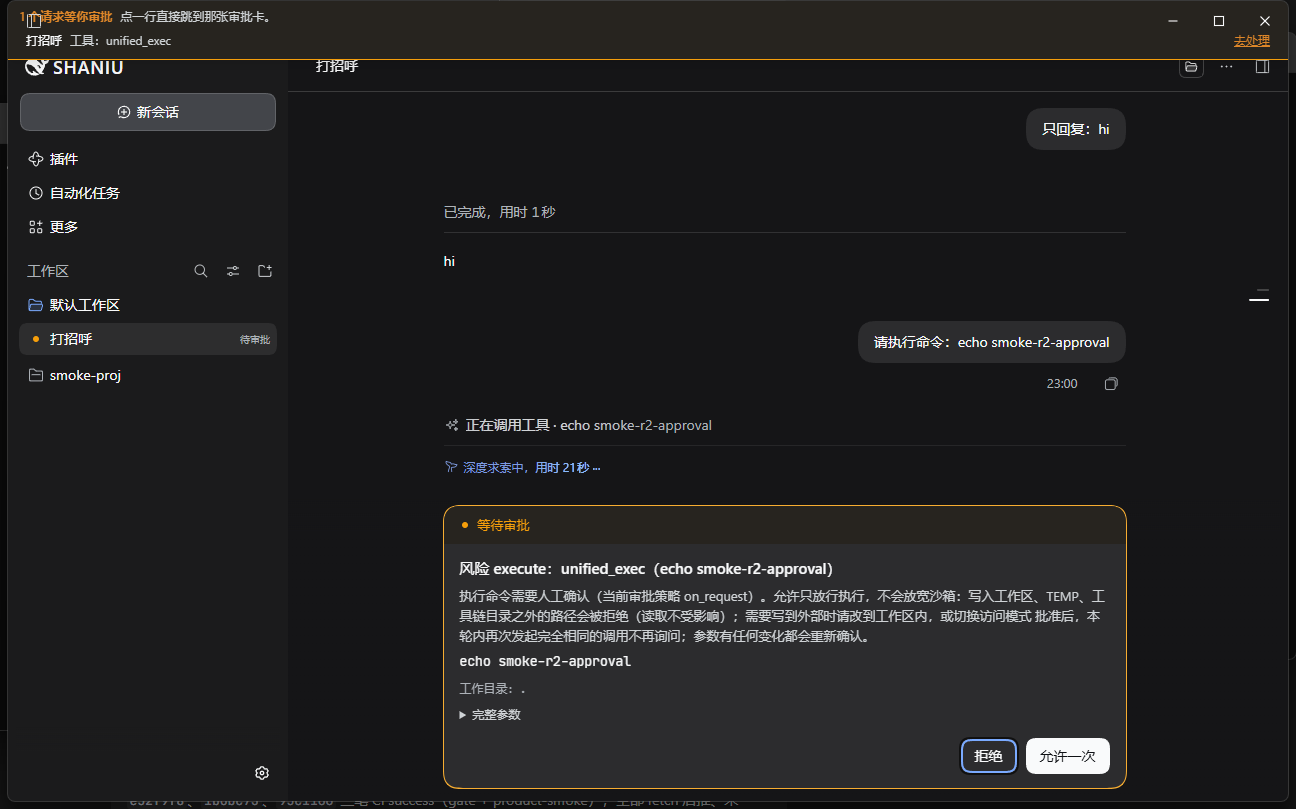 1个请求等你审批 点一行直接跳到那张审批卡。
打招呼 工具：unified_exec
去处理
SHANIU
打招呼
新会话
插件
自动化任务
更多
工作区
默认工作区
打招呼
待审批
smoke-proj
只回复：hi
已完成，用时 1秒
hi
请执行命令：echo smoke-r2-approval
23:00
正在调用工具 · echo smoke-r2-approval
深度求索中，用时 21秒 ···
等待审批
风险 execute：unified_exec（echo smoke-r2-approval）
执行命令需要人工确认（当前审批策略 on_request）。允许只放行执行，不会放宽沙箱：写入工作区、TEMP、工
具链目录之外的路径会被拒绝（读取不受影响）；需要写到外部时请改到工作区内，或切换访问模式 批准后，本
轮内再次发起完全相同的调用不再询问；参数有任何变化都会重新确认。
echo smoke-r2-approval
工作目录：.
完整参数
拒绝
允许一次